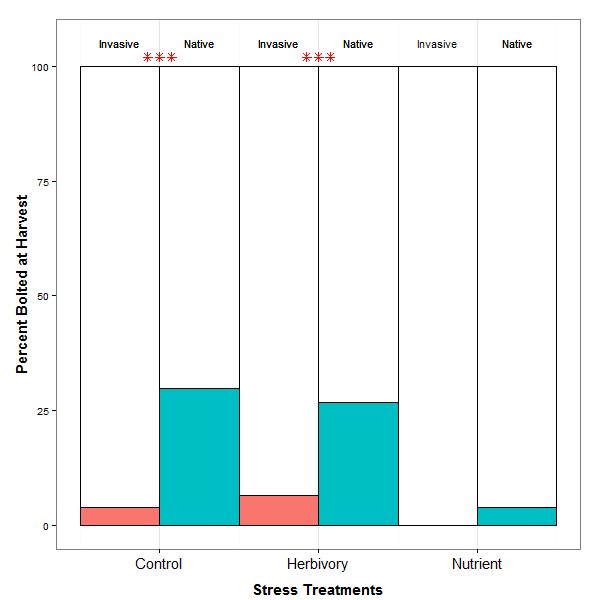 Invasive Native Invasive Native Invasive Native
*** ***
100
75
50
25
0
Percent Bolted at Harvest
Control Herbivory Nutrient
Stress Treatments